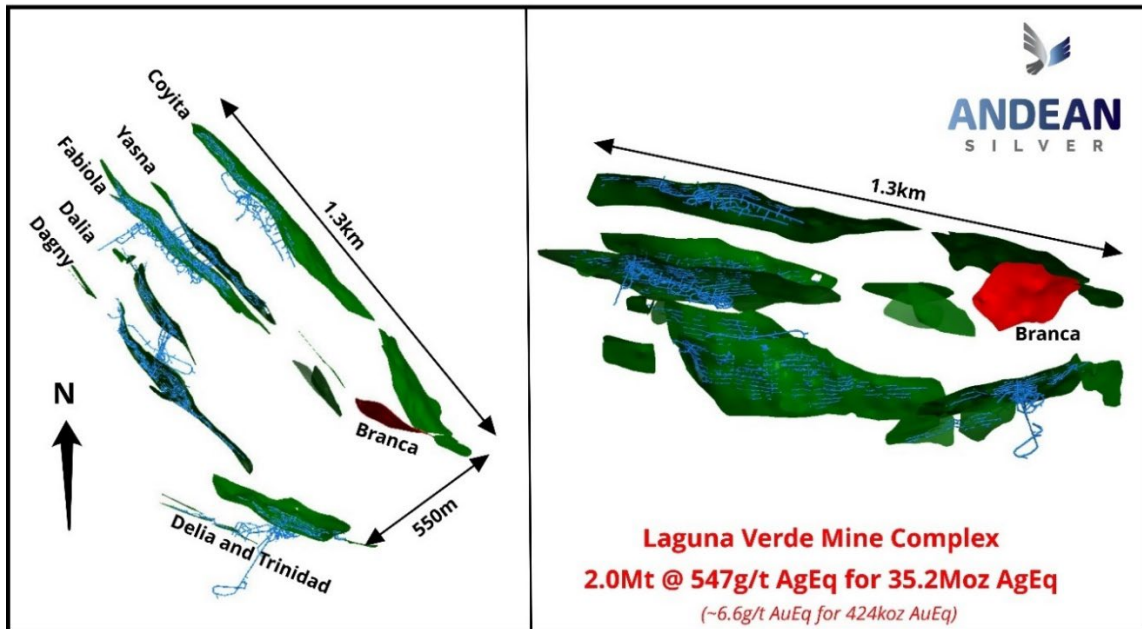 Coyita
Yasna
Fabiola
Dalia
Dagny
1.3km
N
Branca
550m
Delia and Trinidad
ANDEAN
SILVER
1.3km
Branca
Laguna Verde Mine Complex
2.0Mt @ 547g/t AgEq for 35.2Moz AgEq
(~6.6g/t AuEq for 424koz AuEq)